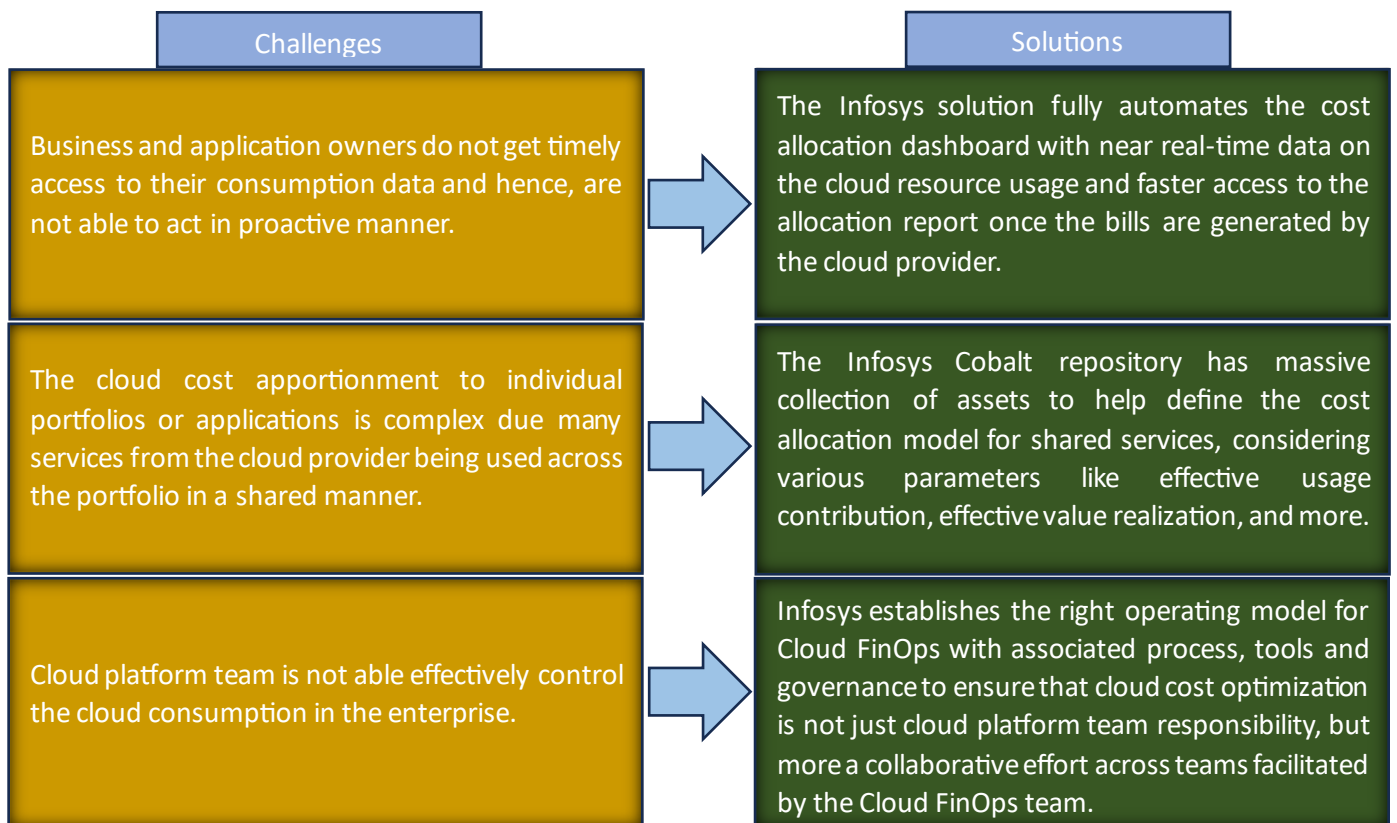 Challenges
Solutions
Business and application owners do not get timely
access to their consumption data and hence, are
not able to act in proactive manner.
The Infosys solution fully automates the cost
allocation dashboard with near real-time data on
the cloud resource usage and faster access to the
allocation report once the bills are generated by
the cloud provider.
The cloud cost apportionment to individual
portfolios or applications is complex due many
services from the cloud provider being used across
the portfolio in a shared manner.
The Infosys Cobalt repository has massive
collection of assets to help define the cost
allocation model for shared services, considering
various parameters like effective usage
contribution, effective value realization, and more.
Cloud platform team is not able effectively control
the cloud consumption in the enterprise.
Infosys establishes the right operating model for
Cloud FinOps with associated process, tools and
governance to ensure that cloud cost optimization
is not just cloud platform team responsibility, but
more a collaborative effort across teams facilitated
by the Cloud FinOps team.